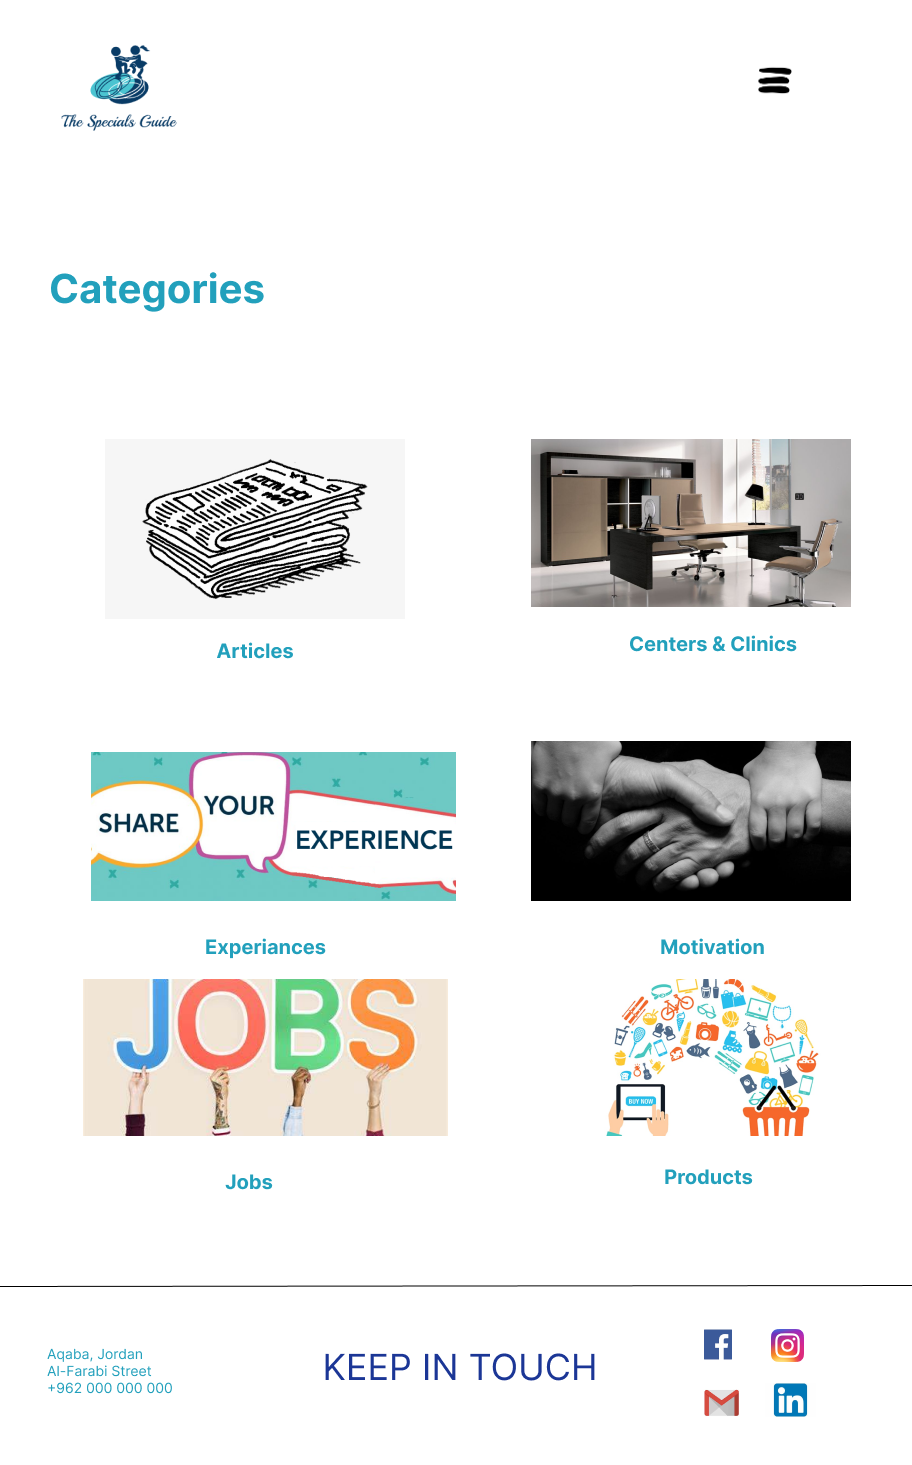 The Specials Guide
Categories
Articles
Centers & Clinics
SHARE
YOUR
EXPERIENCE
Experiances
Motivation
JOBS
BUY NOW
Jobs
Products
Aqaba, Jordan
Al-Farabi Street
+962 000 000 000
KEEP IN TOUCH
in